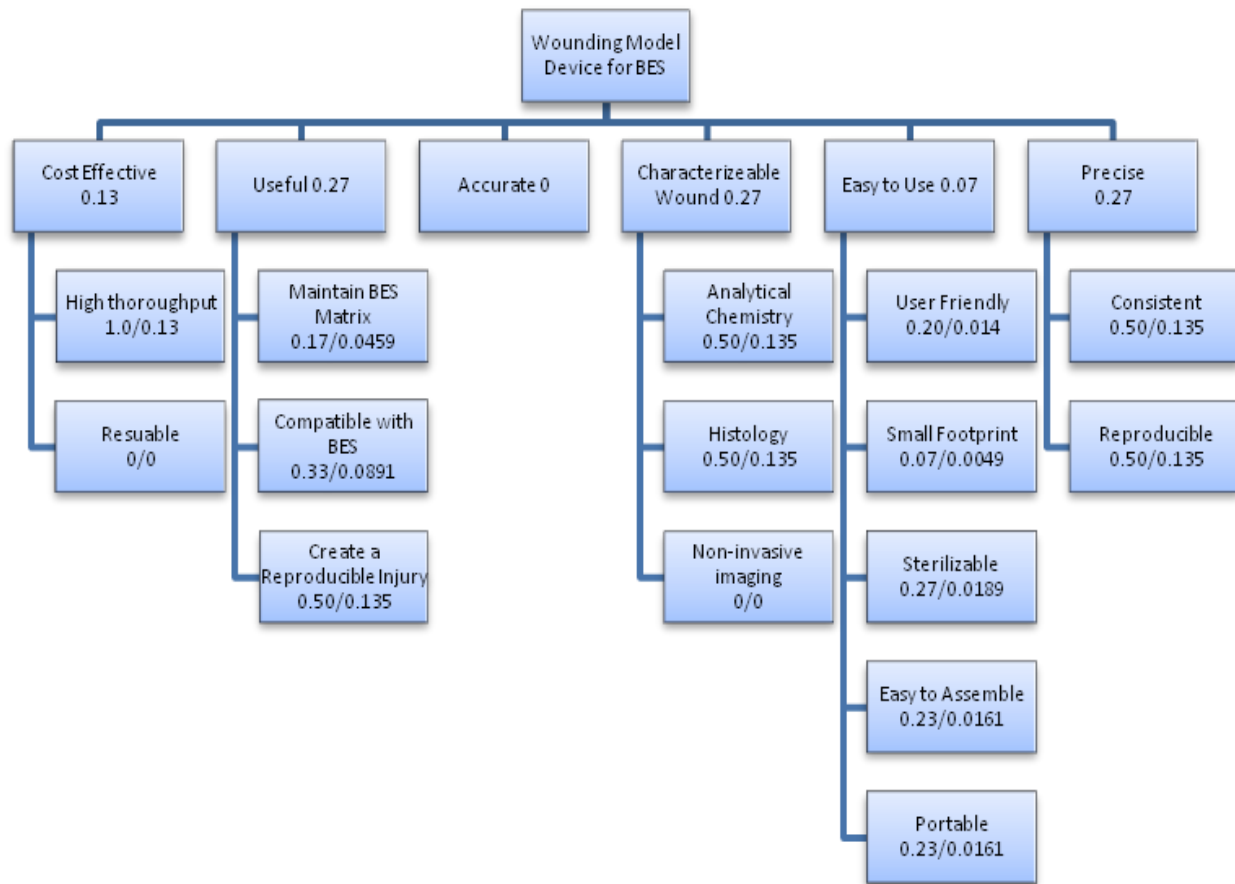 Wounding Model
Device for BES
Cost Effective
0.13
Useful 0.27
Accurate 0
Characterizeable
Wound 0.27
Easy to Use 0.07
Precise
0.27
High thoroughput
1.0/0.13
Resuable
0/0
Maintain BES
Matrix
0.17/0.0459
Compatible with
BES
0.33/0.0891
Create a
Reproducible Injury
0.50/0.135
Analytical
Chemistry
0.50/0.135
Histology
0.50/0.135
Non-invasive
imaging
0/0
User Friendly
0.20/0.014
Small Footprint
0.07/0.0049
Sterilizable
0.27/0.0189
Easy to Assemble
0.23/0.0161
Portable
0.23/0.0161
Consistent
0.50/0.135
Reproducible
0.50/0.135